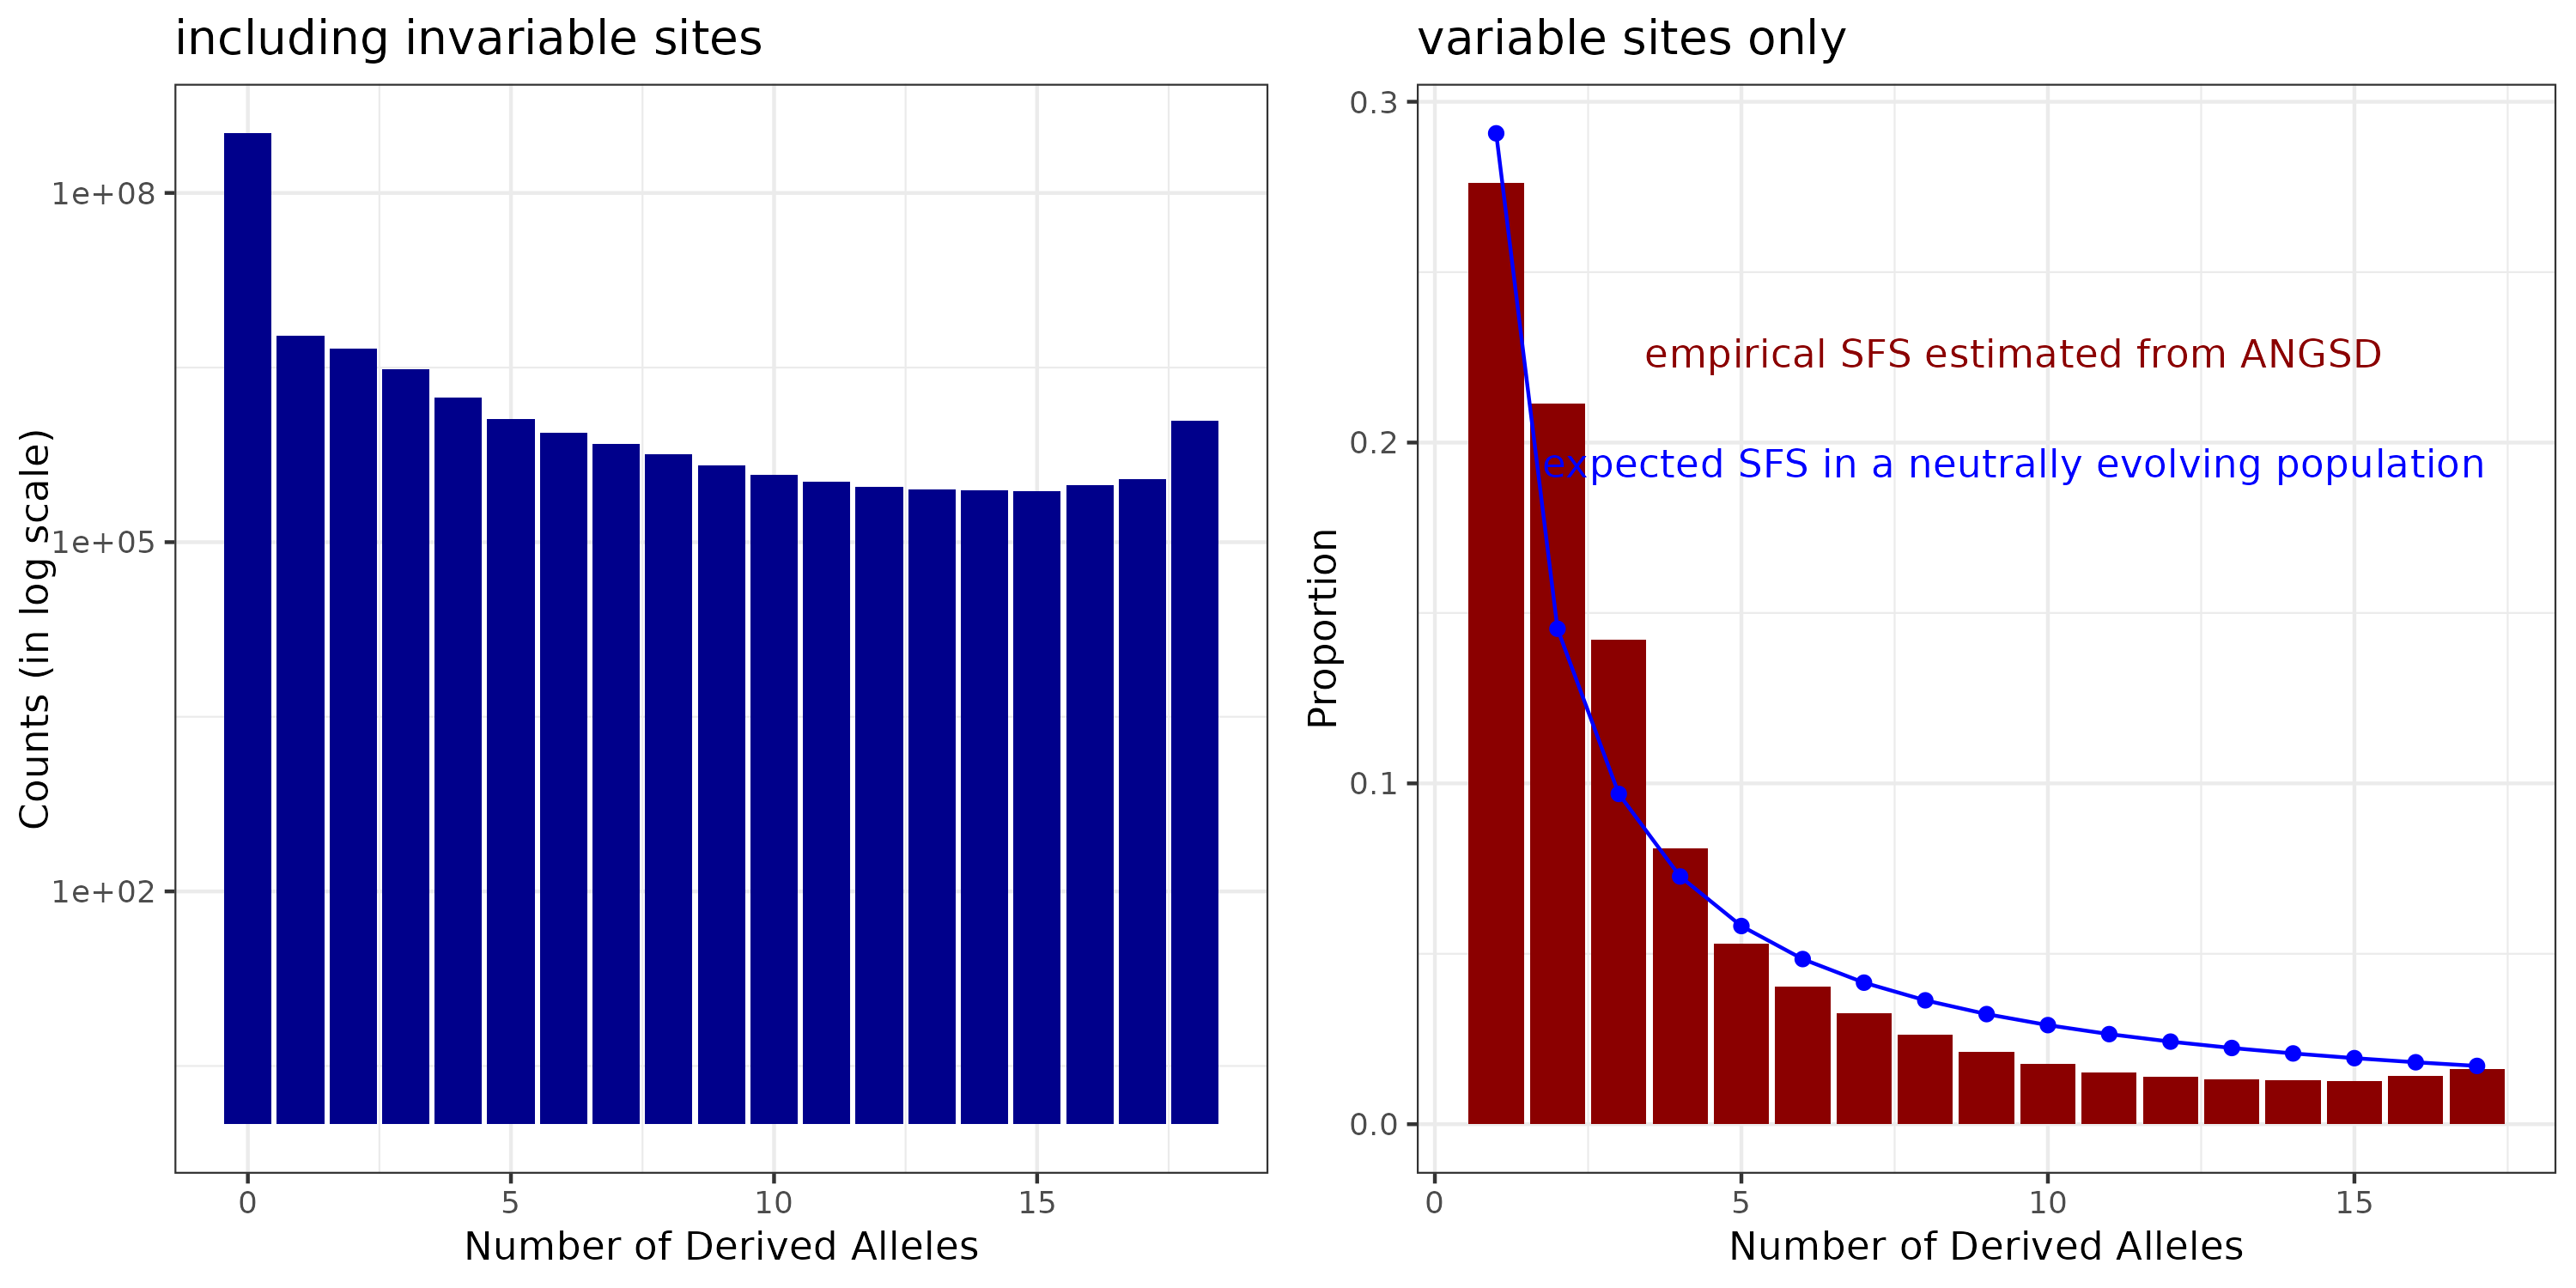 including invariable sites
Counts (in log scale)
1e+08
1e+05
1e+02
0
5
10
15
Number of Derived Alleles
variable sites only
Proportion
0.3
0.2
0.1
0.0
empirical SFS estimated from ANGSD
expected SFS in a neutrally evolving population
0
5
10
15
Number of Derived Alleles